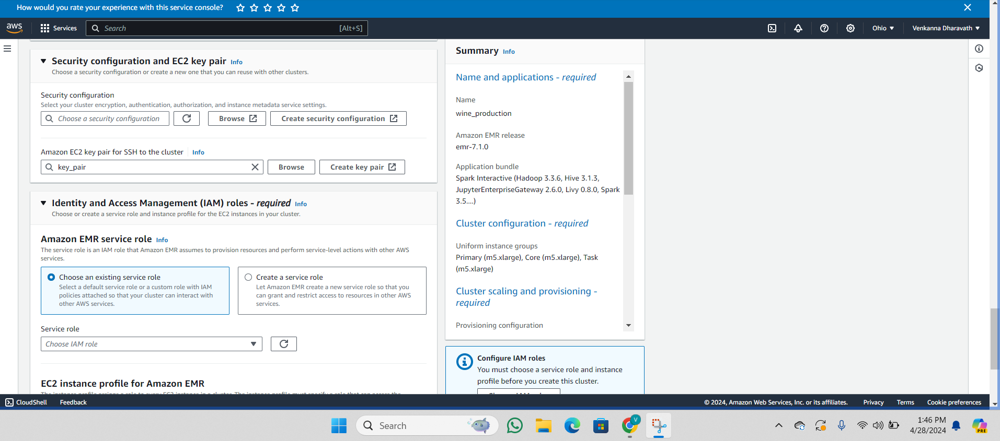 How would you rate your experience with this service console?
aws
Services
Search
[Alt+S]
Ohio
Venkanna Dharavath
Security configuration and EC2 key pair Info
Choose a security configuration or create a new one that you can reuse with other clusters.
Security configuration
Select your cluster encryption, authentication, authorization, and instance metadata service settings.
Choose a security configuration
Browse
Create security configuration
Amazon EC2 key pair for SSH to the cluster
Info
key_pair
Browse
Create key pair
Identity and Access Management (IAM) roles - required Info
Choose or create a service role and instance profile for the EC2 instances in your cluster.
Amazon EMR service role Info
The service role is an IAM role that Amazon EMR assumes to provision resources and perform service-level actions with other AWS
services.
Choose an existing service role
Select a default service role or a custom role with IAM
policies attached so that your cluster can interact with
other AWS services.
Create a service role
Let Amazon EMR create a new service role so that you
can grant and restrict access to resources in other AWS
services.
Service role
Choose IAM role
EC2 instance profile for Amazon EMR
Summary Info
Name and applications - required
Name
wine_production
Amazon EMR release
emr-7.1.0
Application bundle
Spark Interactive (Hadoop 3.3.6, Hive 3.1.3,
JupyterEnterpriseGateway 2.6.0, Livy 0.8.0, Spark
3.5....)
Cluster configuration - required
Uniform instance groups
Primary (m5.xlarge), Core (m5.xlarge), Task
(m5.xlarge)
Cluster scaling and provisioning -
required
Provisioning configuration
Configure IAM roles
You must choose a service role and instance
profile before you create this cluster.
CloudShell
Feedback
© 2024, Amazon Web Services, Inc. or its affiliates.
Privacy
Terms
Cookie preferences
Search
V
1:46 PM
4/28/2024
PRE